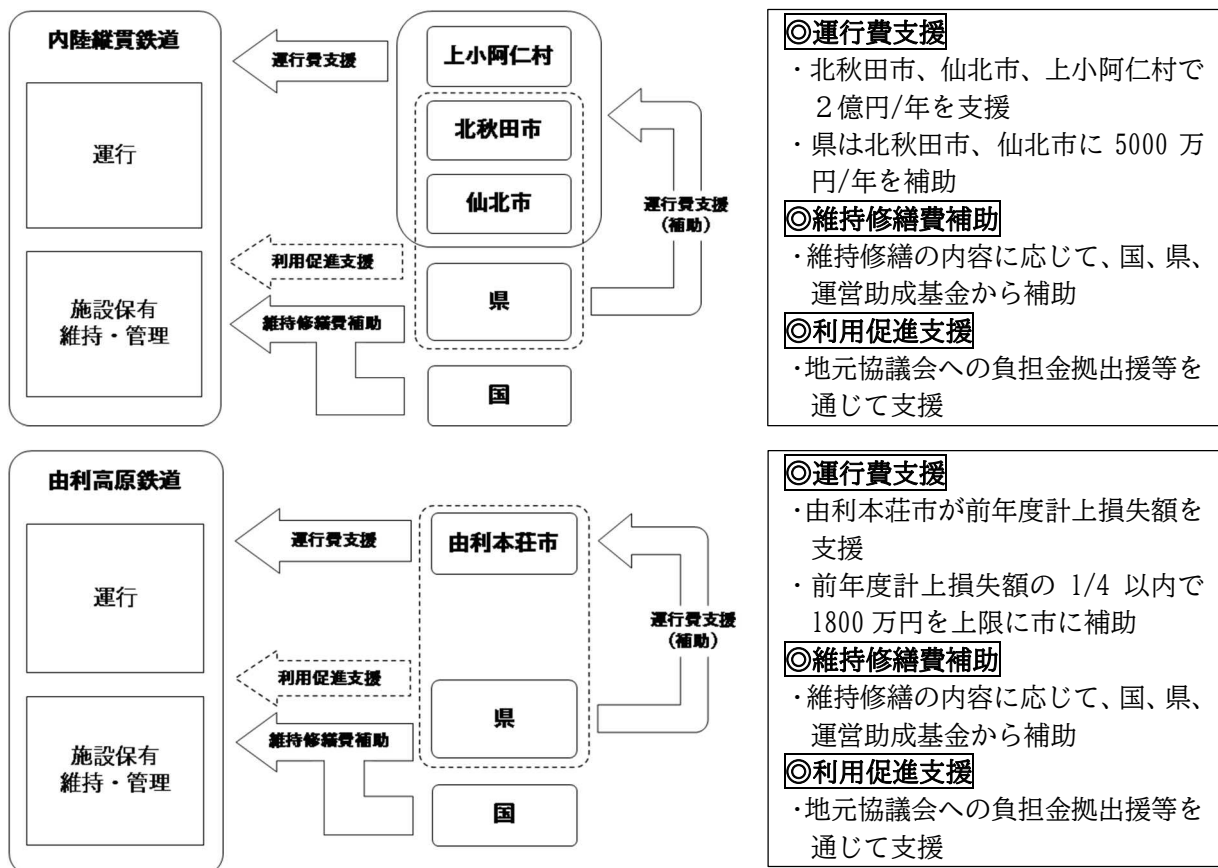 内陸縦貫鉄道
運行
施設保有
維持・管理
運行費支援
利用促進支援
維持修繕費補助
上小阿仁村
北秋田市
仙北市
県
国
運行費支援
(補助)
◎運行費支援
・北秋田市、仙北市、上小阿仁村で
２億円/年を支援
・県は北秋田市、仙北市に 5000 万
円/年を補助
◎維持修繕費補助
・維持修繕の内容に応じて、国、県、
運営助成基金から補助
◎利用促進支援
・地元協議会への負担金拠出援等を
通じて支援
由利高原鉄道
運行
施設保有
維持・管理
運行費支援
利用促進支援
維持修繕費補助
由利本荘市
県
国
運行費支援
(補助)
◎運行費支援
・由利本荘市が前年度計上損失額を
支援
・前年度計上損失額の 1/4 以内で
1800 万円を上限に市に補助
◎維持修繕費補助
・維持修繕の内容に応じて、国、県、
運営助成基金から補助
◎利用促進支援
・地元協議会への負担金拠出援等を
通じて支援